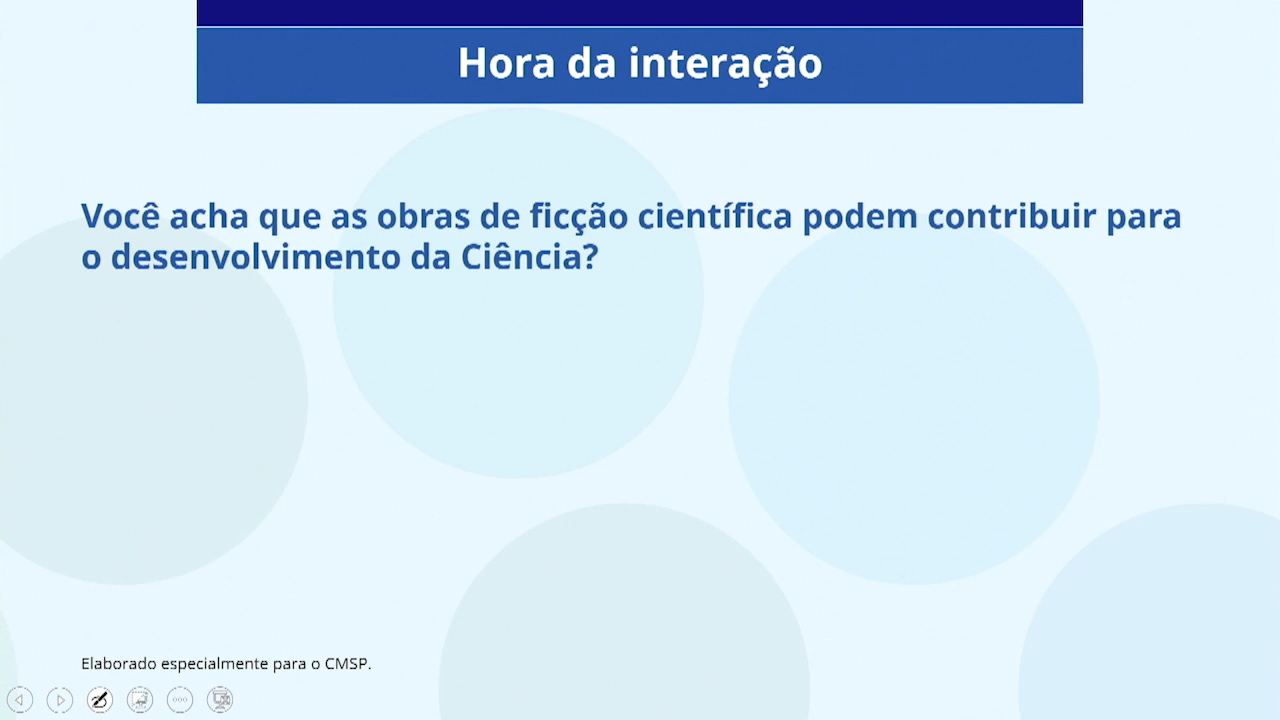 Hora da interação
Você acha que as obras de ficção científica podem contribuir para
o desenvolvimento da Ciência?
Elaborado especialmente para o CMSP.